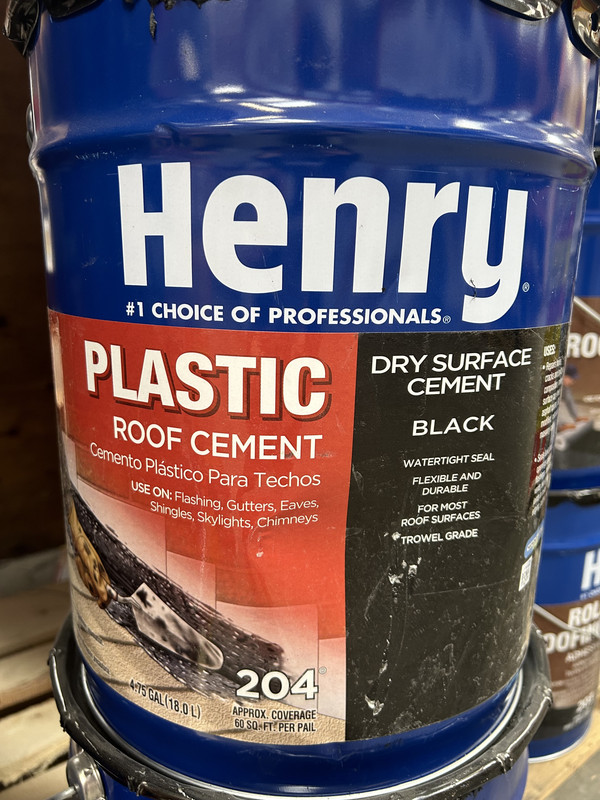 Henry®
#1 CHOICE OF PROFESSIONALS®
PLASTIC
ROOF CEMENT
Cemento Plástico Para Techos
USE ON: Flashing, Gutters, Eaves,
Shingles, Skylights, Chimneys
204®
4.75 GAL (18.0 L)
APPROX. COVERAGE
60 SQ. FT. PER PAIL
DRY SURFACE
CEMENT
BLACK
WATERTIGHT SEAL
FLEXIBLE AND
DURABLE
FOR MOST
ROOF SURFACES
TROWEL GRADE
USES:
ROO
H